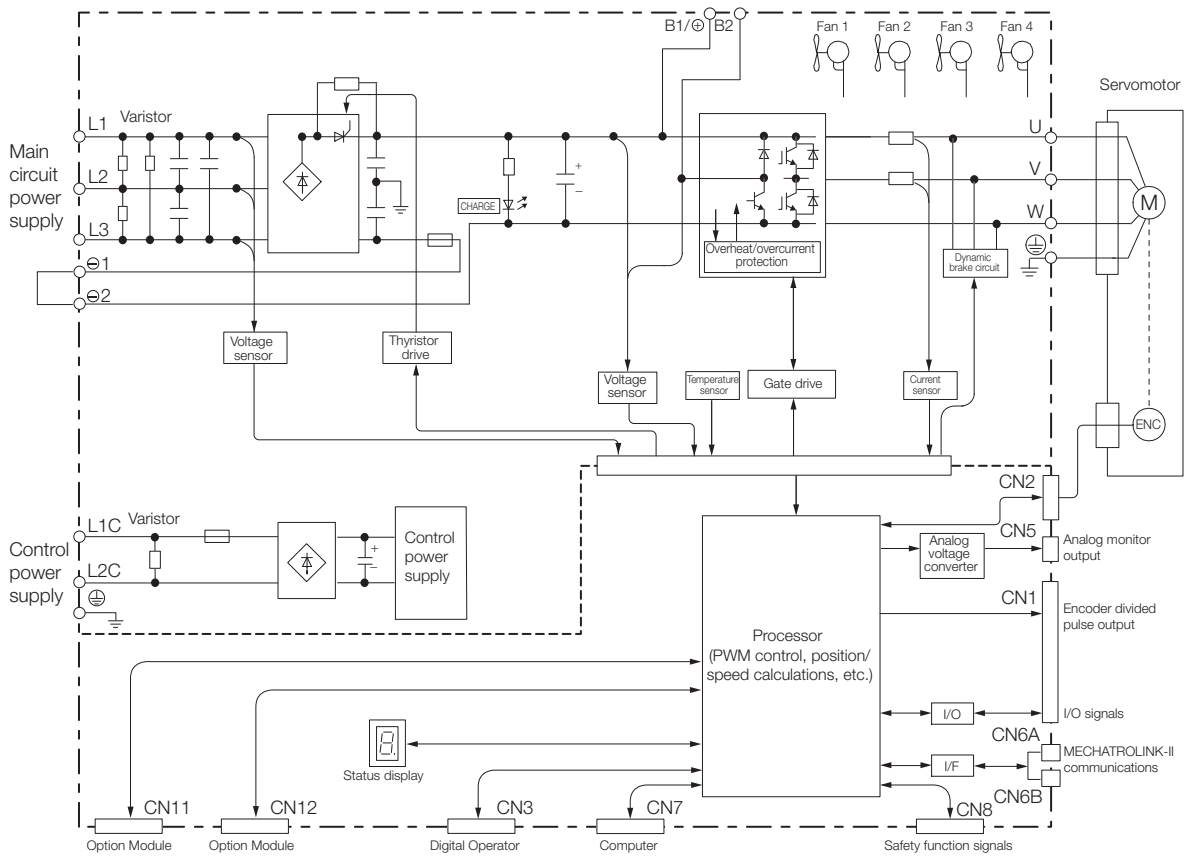 B1/⊕ B2
Fan 1 Fan 2 Fan 3 Fan 4
Servomotor
Main
circuit
power
supply
L1
Varistor
L2
L3
⊖1
⊖2
+
−
CHARGE
Overheat/overcurrent
protection
U
V
W
M
Dynamic
brake circuit
Voltage
sensor
Thyristor
drive
Voltage
sensor
Temperature
sensor
Gate drive
Current
sensor
ENC
Control
power
supply
L1C
Varistor
L2C
+
−
Control
power
supply
CN2
CN5
Analog
voltage
converter
Analog monitor
output
CN1
Encoder divided
pulse output
Processor
(PWM control, position/
speed calculations, etc.)
I/O
I/O signals
CN6A
I/F
MECHATROLINK-II
communications
CN6B
8.
Status display
CN11 CN12 CN3 CN7 CN8
Option Module Option Module Digital Operator Computer Safety function signals